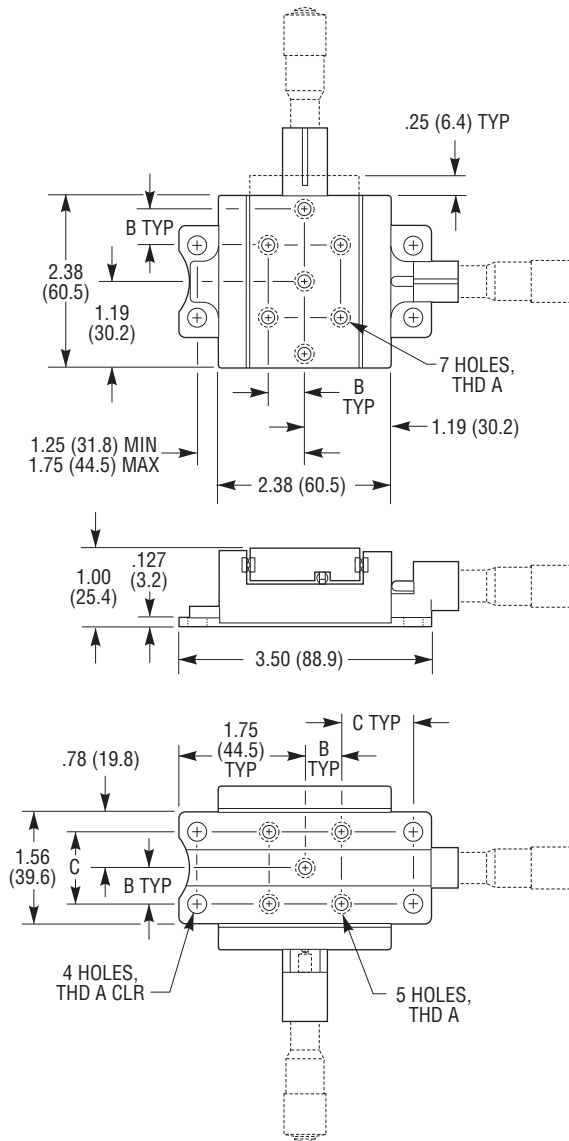 .25 (6.4) TYP
B TYP
2.38
(60.5)
1.19
(30.2)
7 HOLES,
THD A
B
TYP
1.19 (30.2)
1.25 (31.8) MIN
1.75 (44.5) MAX
2.38 (60.5)
1.00
(25.4)
.127
(3.2)
3.50 (88.9)
1.75
(44.5)
TYP
C TYP
B
TYP
.78 (19.8)
1.56
(39.6)
C
B TYP
4 HOLES,
THD A CLR
5 HOLES,
THD A